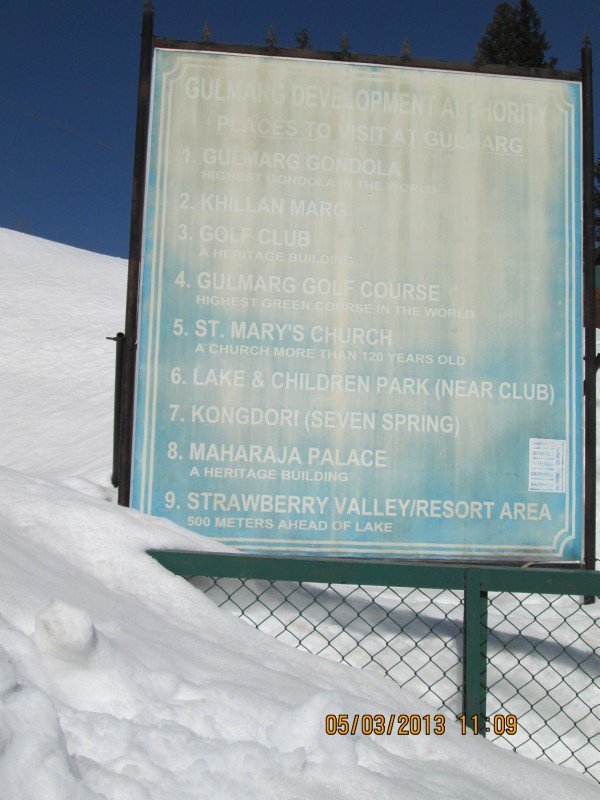 GULMARG DEVELOPMENT AUTHORITY
PLACES TO VISIT AT GULMARG
1. GULMARG GONDOLA
HIGHEST GONDOLA IN THE WORLD
2. KHILLAN MARG
3. GOLF CLUB
A HERITAGE BUILDING
4. GULMARG GOLF COURSE
HIGHEST GREEN COURSE IN THE WORLD
5. ST. MARY'S CHURCH
A CHURCH MORE THAN 120 YEARS OLD
6. LAKE & CHILDREN PARK (NEAR CLUB)
7. KONGDORI (SEVEN SPRING)
8. MAHARAJA PALACE
A HERITAGE BUILDING
9. STRAWBERRY VALLEY/RESORT AREA
500 METERS AHEAD OF LAKE
05/03/2013 11:09